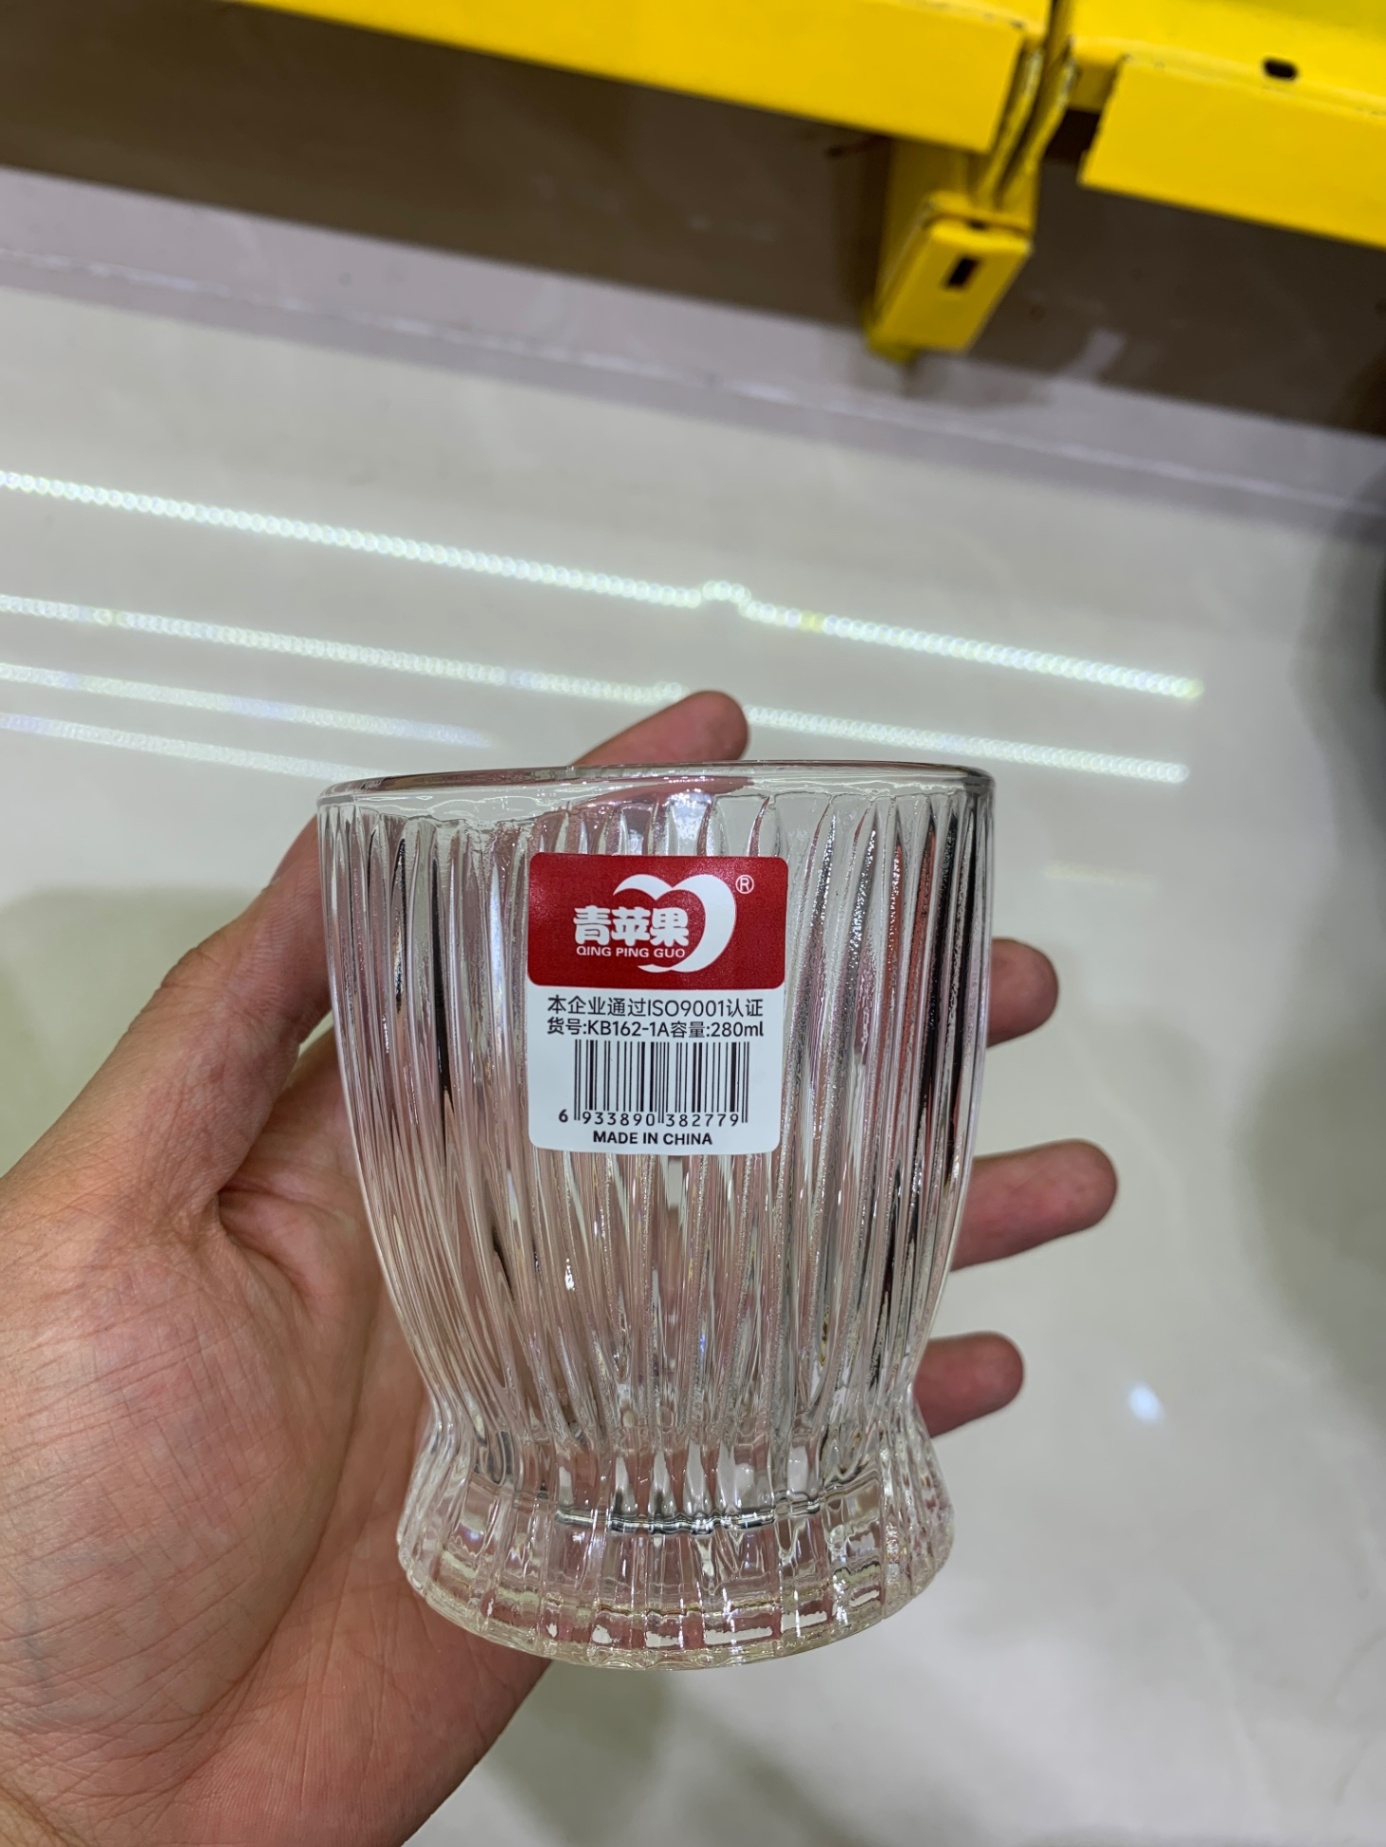 青苹果®
QING PING GUO
本企业通过ISO9001认证
货号:KB162-1A容量:280ml
6 933890 382779
MADE IN CHINA